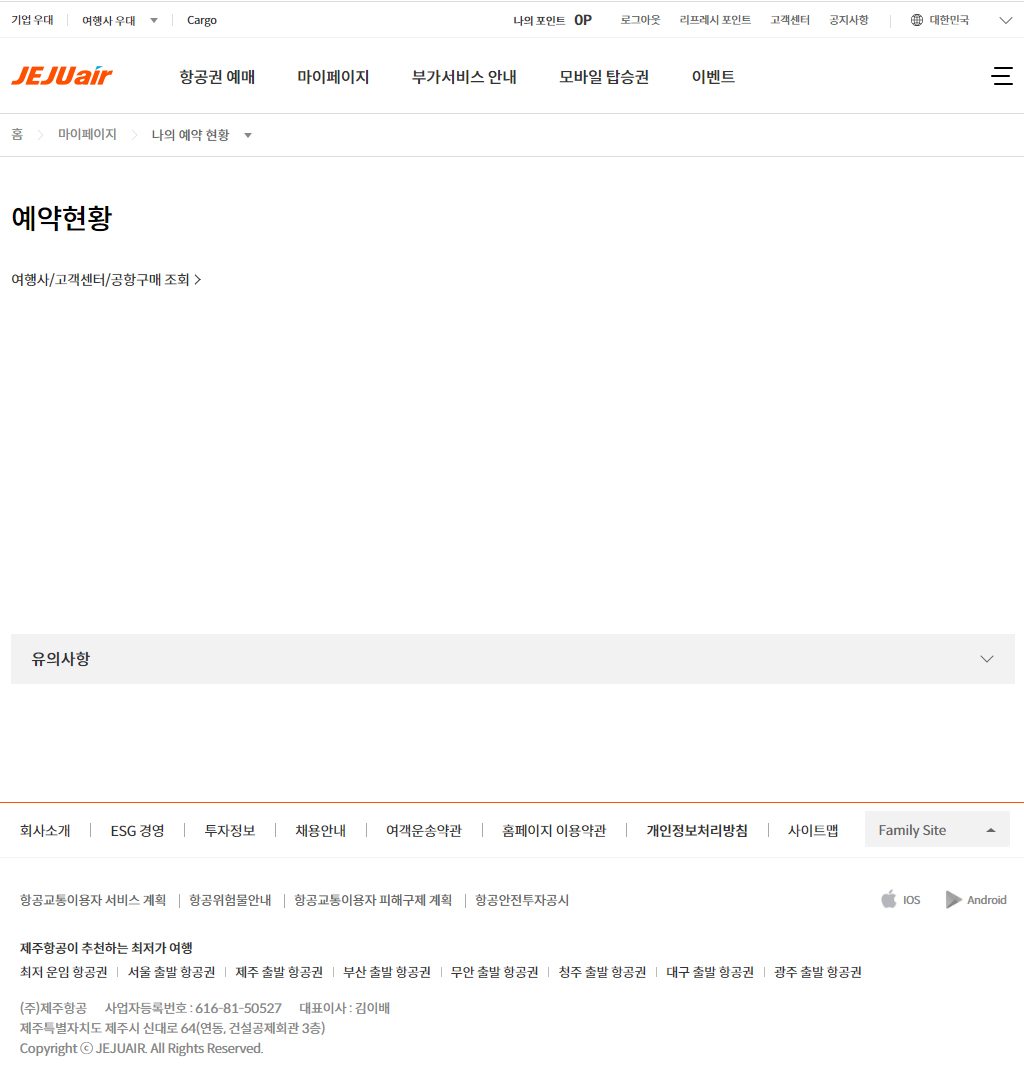 기업 우대 여행사 우대 Cargo 나의 포인트 0P 로그아웃 리프레시 포인트 고객센터 공지사항 대한민국
JEJUair 항공권 예매 마이페이지 부가서비스 안내 모바일 탑승권 이벤트
홈 마이페이지 나의 예약 현황
예약현황
여행사/고객센터/공항구매 조회
유의사항
회사소개 ESG 경영 투자정보 채용안내 여객운송약관 홈페이지 이용약관 개인정보처리방침 사이트맵 Family Site
항공교통이용자 서비스 계획 항공위험물안내 항공교통이용자 피해구제 계획 항공안전투자공시 IOS Android
제주항공이 추천하는 최저가 여행
최저 운임 항공권 서울 출발 항공권 제주 출발 항공권 부산 출발 항공권 무안 출발 항공권 청주 출발 항공권 대구 출발 항공권 광주 출발 항공권
(주)제주항공 사업자등록번호 : 616-81-50527 대표이사 : 김이배
제주특별자치도 제주시 신대로 64(연동, 건설공제회관 3층)
Copyright ⓒ JEJUAIR. All Rights Reserved.